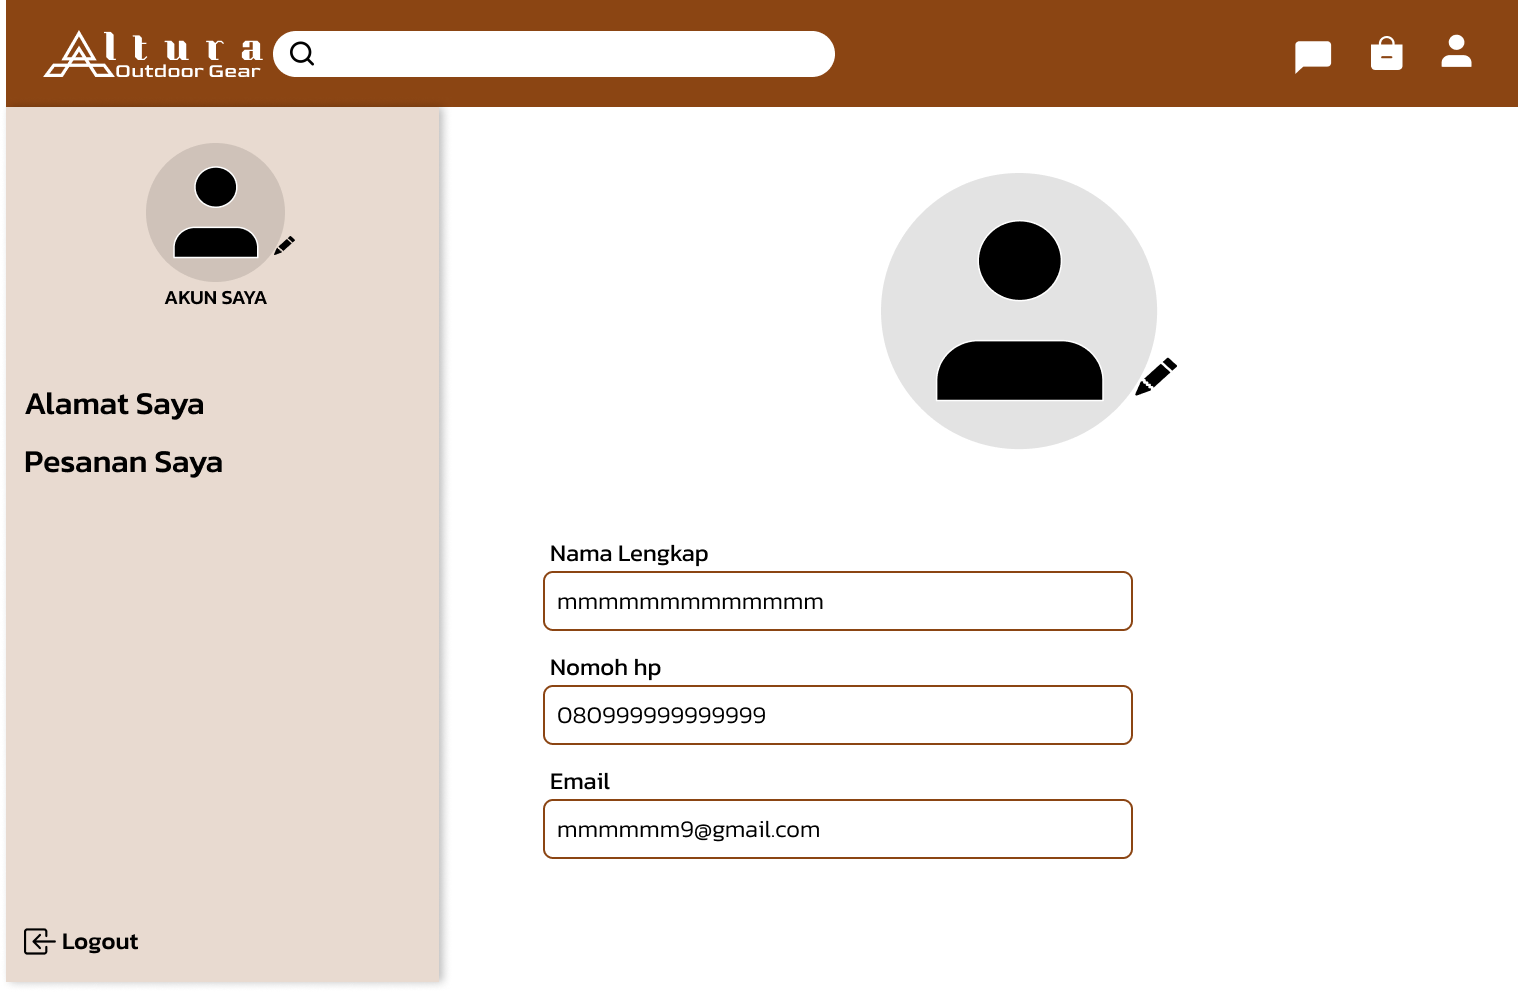 Altura
Outdoor Gear
AKUN SAYA
Alamat Saya
Pesanan Saya
Logout
Nama Lengkap
mmmmmmmmmmmmm
Nomoh hp
080999999999999
Email
mmmmmm9@gmail.com